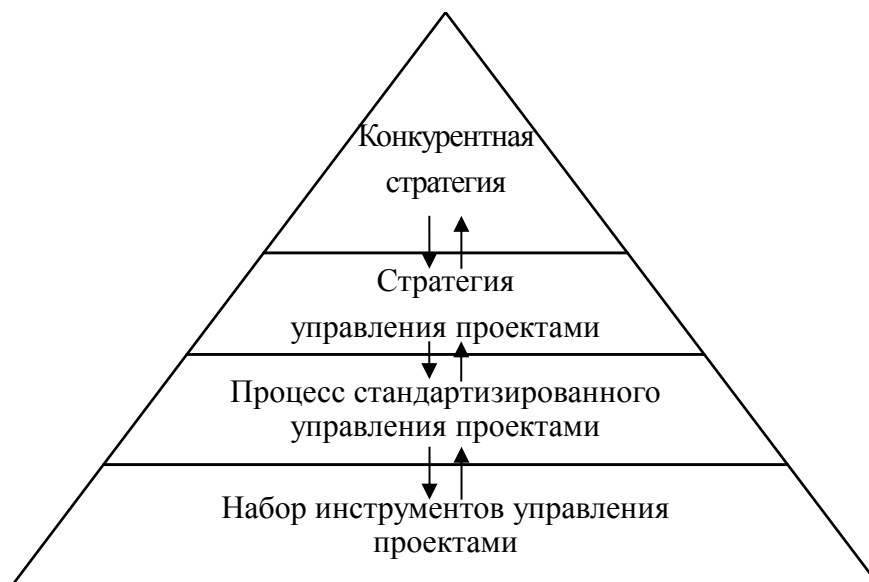 Конкурентная
стратегия
Стратегия
управления проектами
Процесс стандартизированного
управления проектами
Набор инструментов управления
проектами